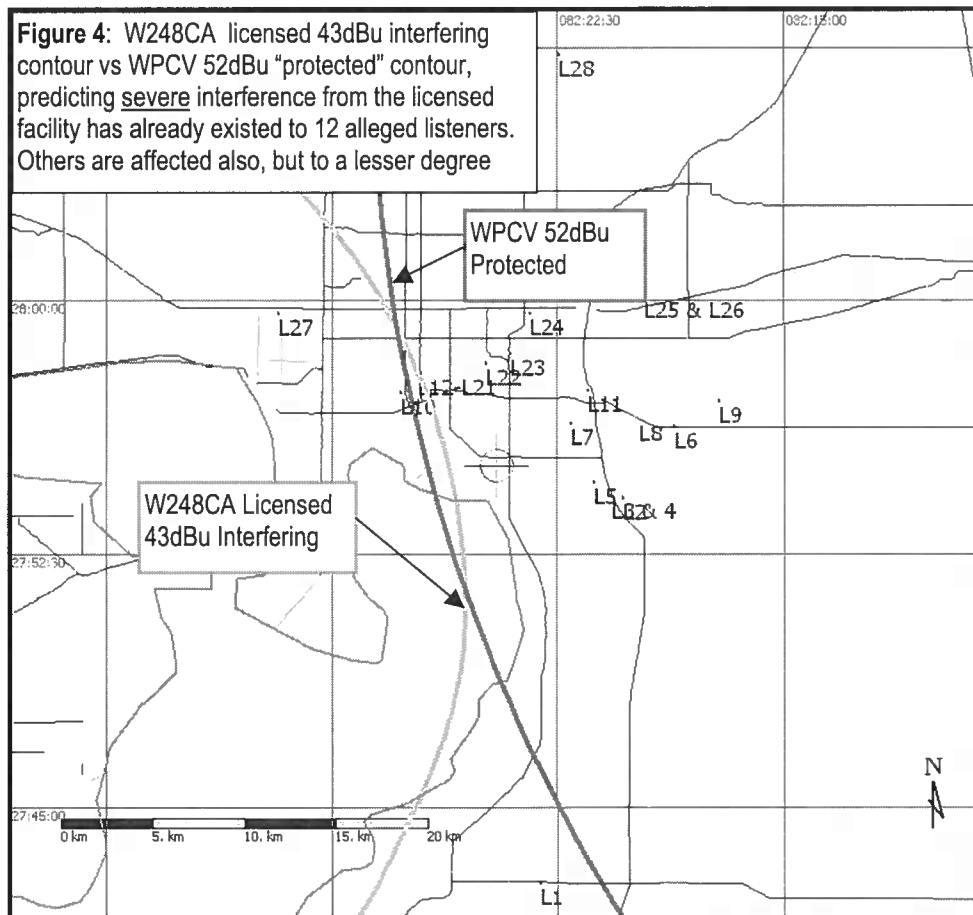 Figure 4: W248CA licensed 43dBu interfering
contour vs WPCV 52dBu “protected” contour,
predicting severe interference from the licensed
facility has already existed to 12 alleged listeners.
Others are affected also, but to a lesser degree
082:22:30
082:15:00
L28
WPCV 52dBu
Protected
28:00:00
L27
L24
L25 & L26
L23
L22
L10
L12-L21
L11
L9
L7
L8
L6
W248CA Licensed
43dBu Interfering
L5
& 4
27:52:30
N
27:45:00
0 km
5. km
10. km
15. km
20 km
L1